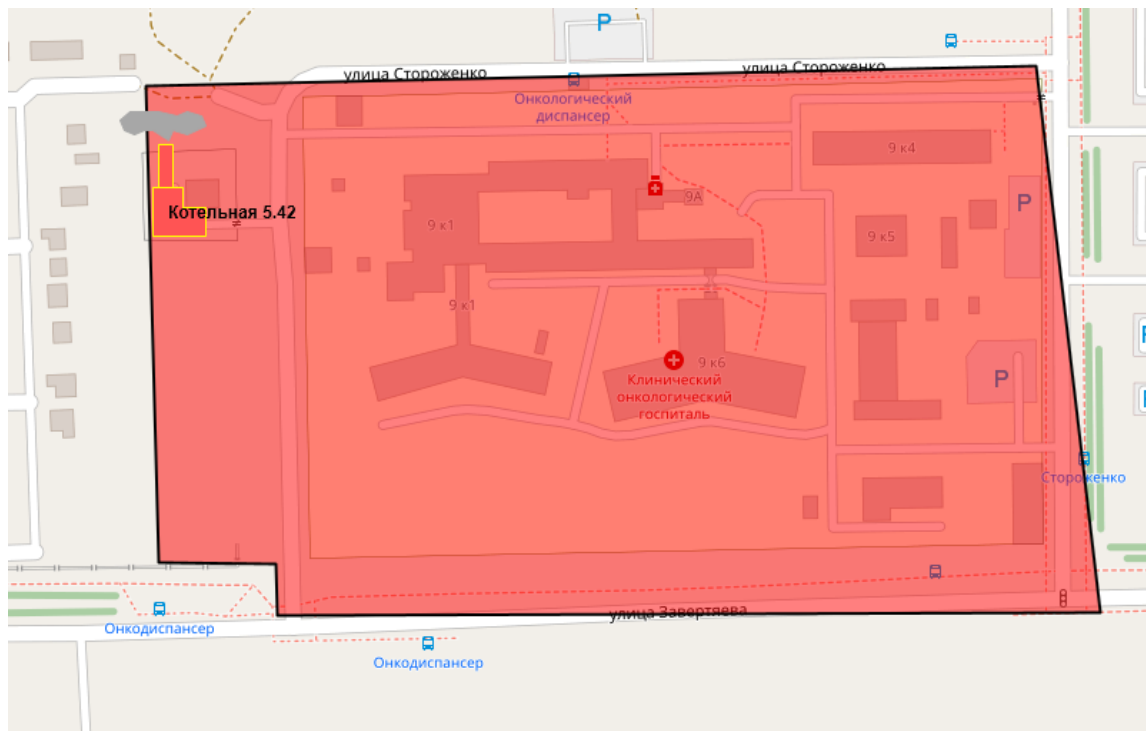 P
улица Стороженко
улица Стороженко
Онкологический
диспансер
9 к4
9А
P
Котельная 5.42
9 к1
9 к5
9 к1
9 к6
Клинический
онкологический
госпиталь
P
Стороженко
улица Завертяева
Онкодиспансер
Онкодиспансер